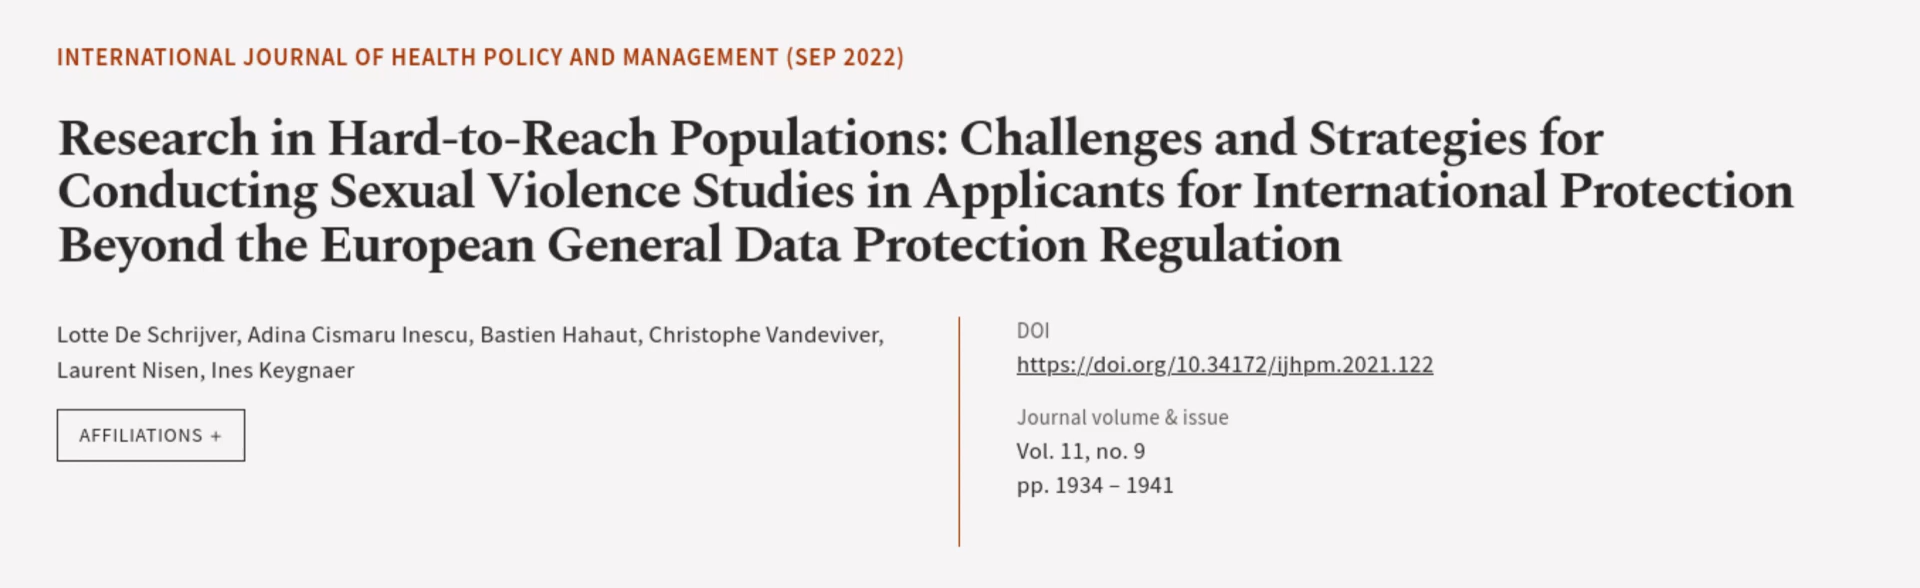 INTERNATIONAL JOURNAL OF HEALTH POLICY AND MANAGEMENT (SEP 2022)
Research in Hard-to-Reach Populations: Challenges and Strategies for
Conducting Sexual Violence Studies in Applicants for International Protection
Beyond the European General Data Protection Regulation
Lotte De Schrijver, Adina Cismaru Inescu, Bastien Hahaut, Christophe Vandeviver,
Laurent Nisen, Ines Keygnaer
AFFILIATIONS +
DOI
https://doi.org/10.34172/ijhpm.2021.122
Journal volume & issue
Vol. 11, no. 9
pp. 1934 – 1941